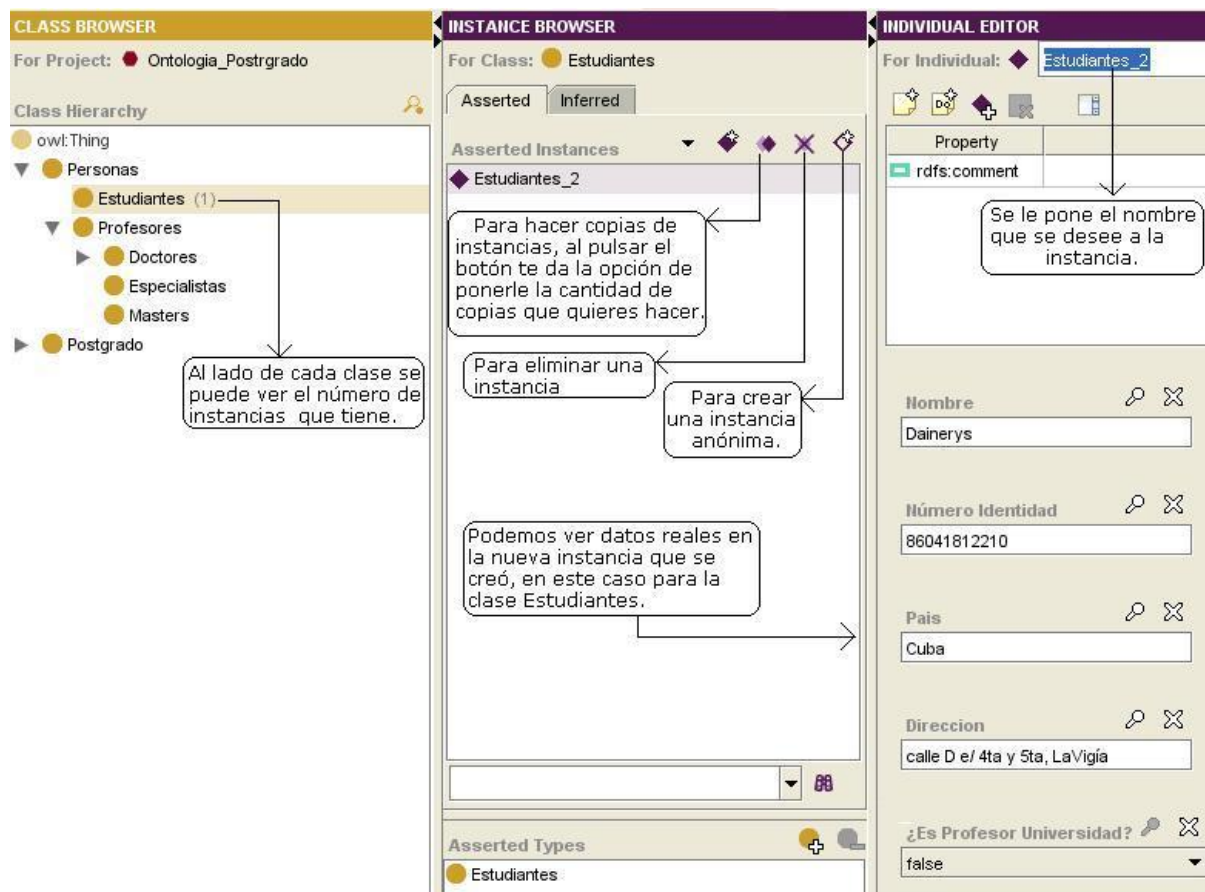 CLASS BROWSER
For Project: Ontologia_Postrgrado
Class Hierarchy
owl:Thing
Personas
Estudiantes (1)
Profesores
Doctores
Especialistas
Masters
Postgrado
Al lado de cada clase se
puede ver el número de
instancias que tiene.
INSTANCE BROWSER
For Class: Estudiantes
Asserted Inferred
Asserted Instances
Estudiantes_2
Para hacer copias de
instancias, al pulsar el
botón te da la opción de
ponerle la cantidad de
copias que quieres hacer.
Para eliminar una
instancia
Para crear
una instancia
anónima.
Podemos ver datos reales en
la nueva instancia que se
creó, en este caso para la
clase Estudiantes.
Asserted Types
Estudiantes
INDIVIDUAL EDITOR
For Individual: Estudiantes_2
Property
rdfs:comment
Se le pone el nombre
que se desee a la
instancia.
Nombre
Dainerys
Número Identidad
86041812210
Pais
Cuba
Direccion
calle D e/ 4ta y 5ta, LaVigía
¿Es Profesor Universidad?
false